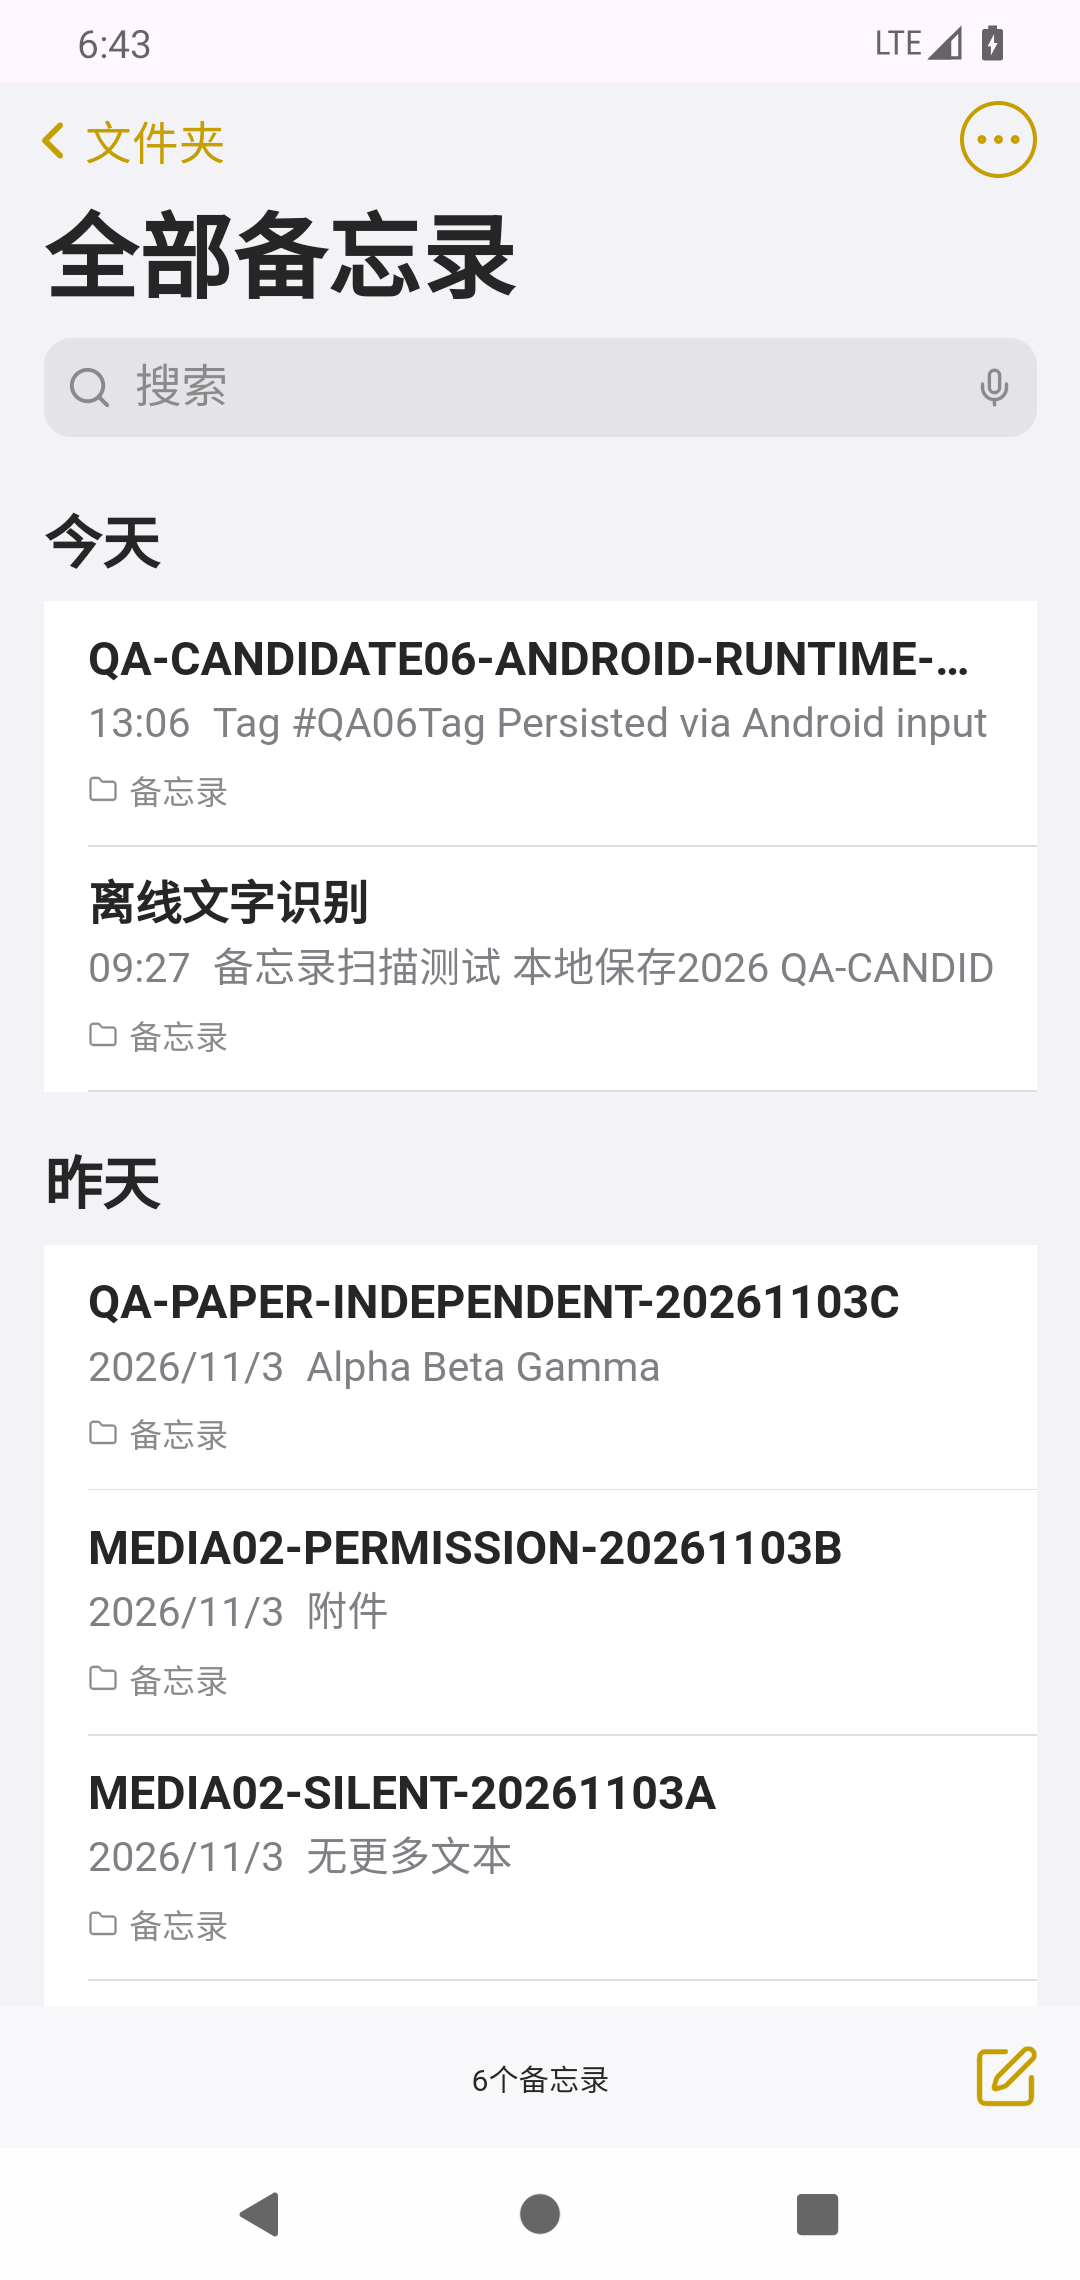 6:43
LTE
文件夹
全部备忘录
搜索
今天
QA-CANDIDATE06-ANDROID-RUNTIME-...
13:06 Tag #QA06Tag Persisted via Android input
备忘录
离线文字识别
09:27 备忘录扫描测试 本地保存2026 QA-CANDID
备忘录
昨天
QA-PAPER-INDEPENDENT-20261103C
2026/11/3 Alpha Beta Gamma
备忘录
MEDIA02-PERMISSION-20261103B
2026/11/3 附件
备忘录
MEDIA02-SILENT-20261103A
2026/11/3 无更多文本
备忘录
6个备忘录